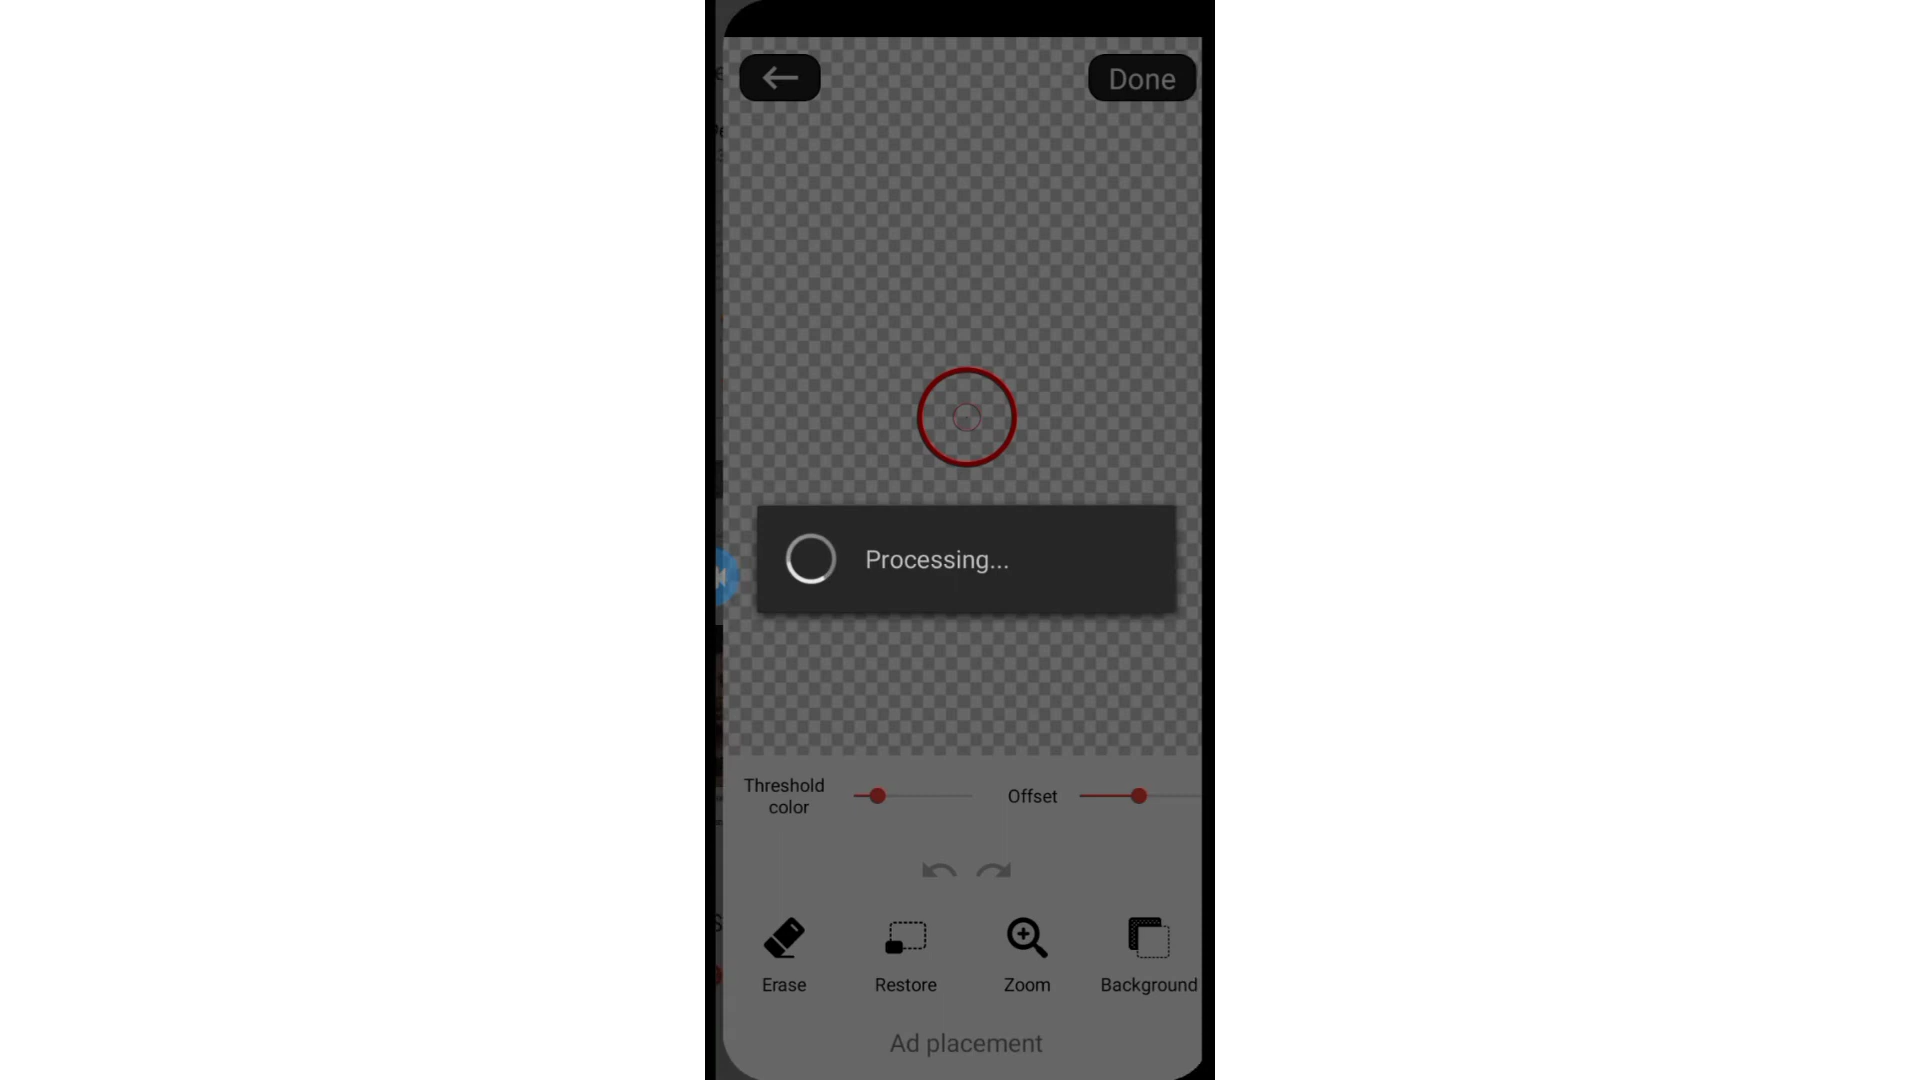 Done
Processing...
Threshold
color
Offset
Erase
Restore
Zoom
Background
Ad placement